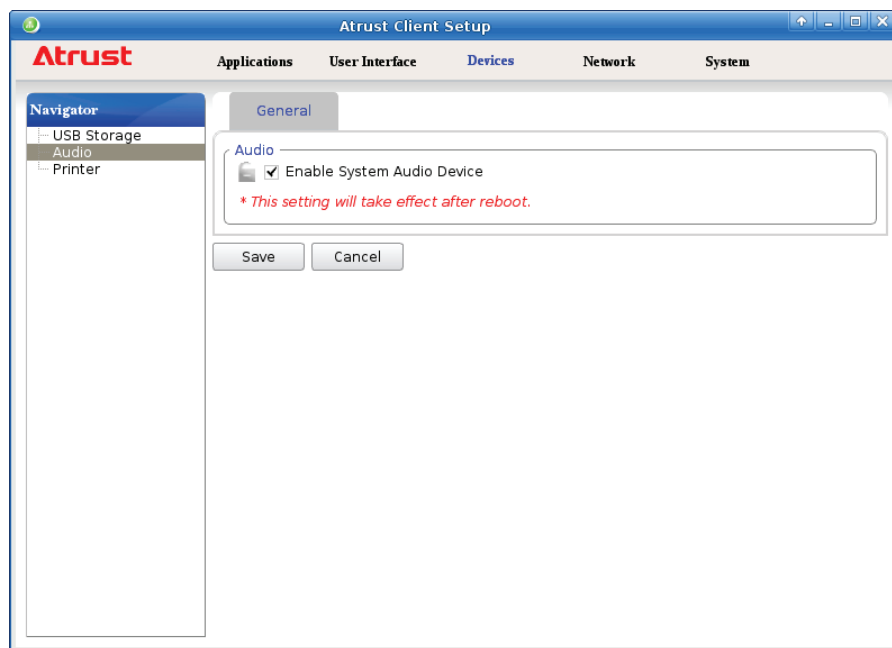 Atrust Client Setup
Atrust
Applications User Interface Devices Network System
Navigator
USB Storage
Audio
Printer
General
Audio
Enable System Audio Device
* This setting will take effect after reboot.
Save Cancel